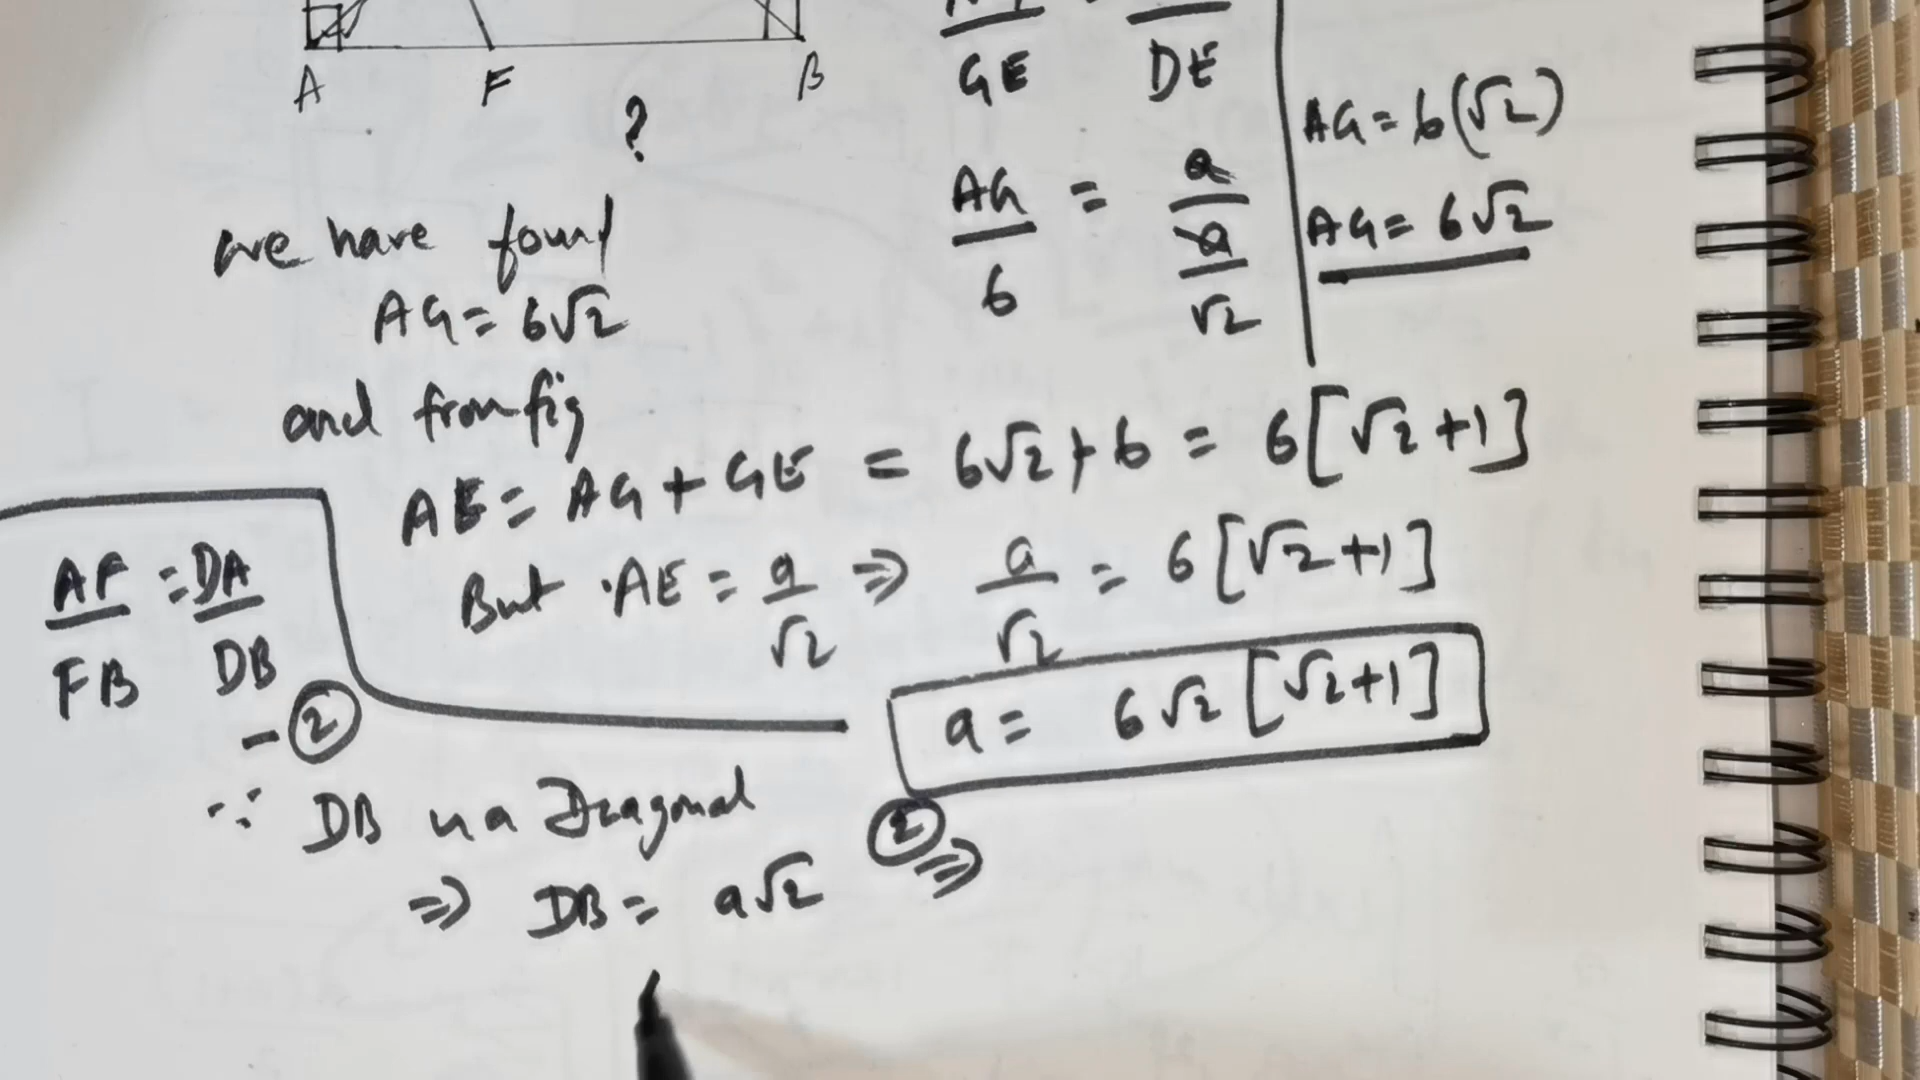 A F B
?
GE DE
AG = 6(√2)
AG/6 = a/(a/√2)
AG = 6√2
we have found
AG = 6√2
and from fig
AE = AG + GE = 6√2 + 6 = 6[√2+1]
But AE = a/√2 ⇒ a/√2 = 6[√2+1]
AF/FB = DA/DB
- ②
a = 6√2 [√2+1]
∵ DB is a Diagonal
② ⇒
⇒ DB = a√2